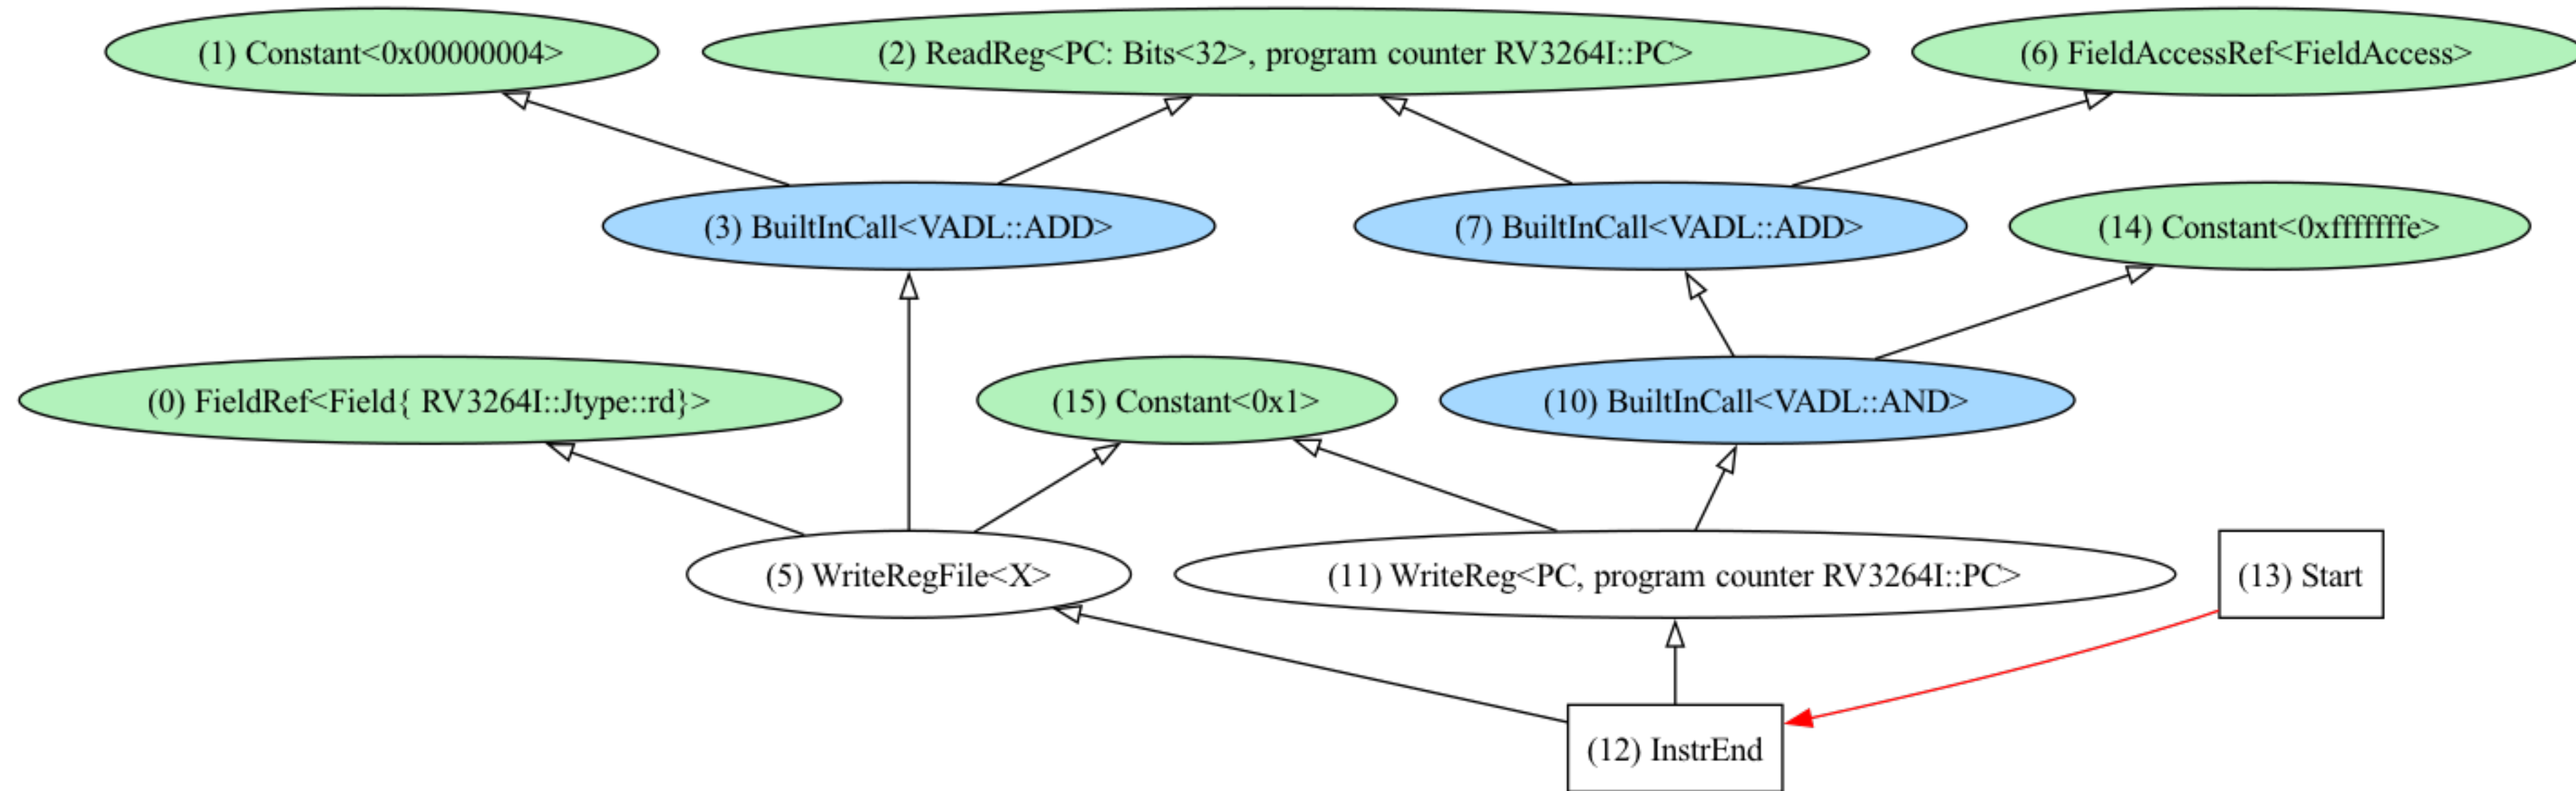 (1) Constant<0x00000004>
(2) ReadReg<PC: Bits<32>, program counter RV3264I::PC>
(6) FieldAccessRef<FieldAccess>
(3) BuiltInCall<VADL::ADD>
(7) BuiltInCall<VADL::ADD>
(14) Constant<0xfffffffe>
(0) FieldRef<Field{ RV3264I::Jtype::rd}>
(15) Constant<0x1>
(10) BuiltInCall<VADL::AND>
(5) WriteRegFile<X>
(11) WriteReg<PC, program counter RV3264I::PC>
(13) Start
(12) InstrEnd